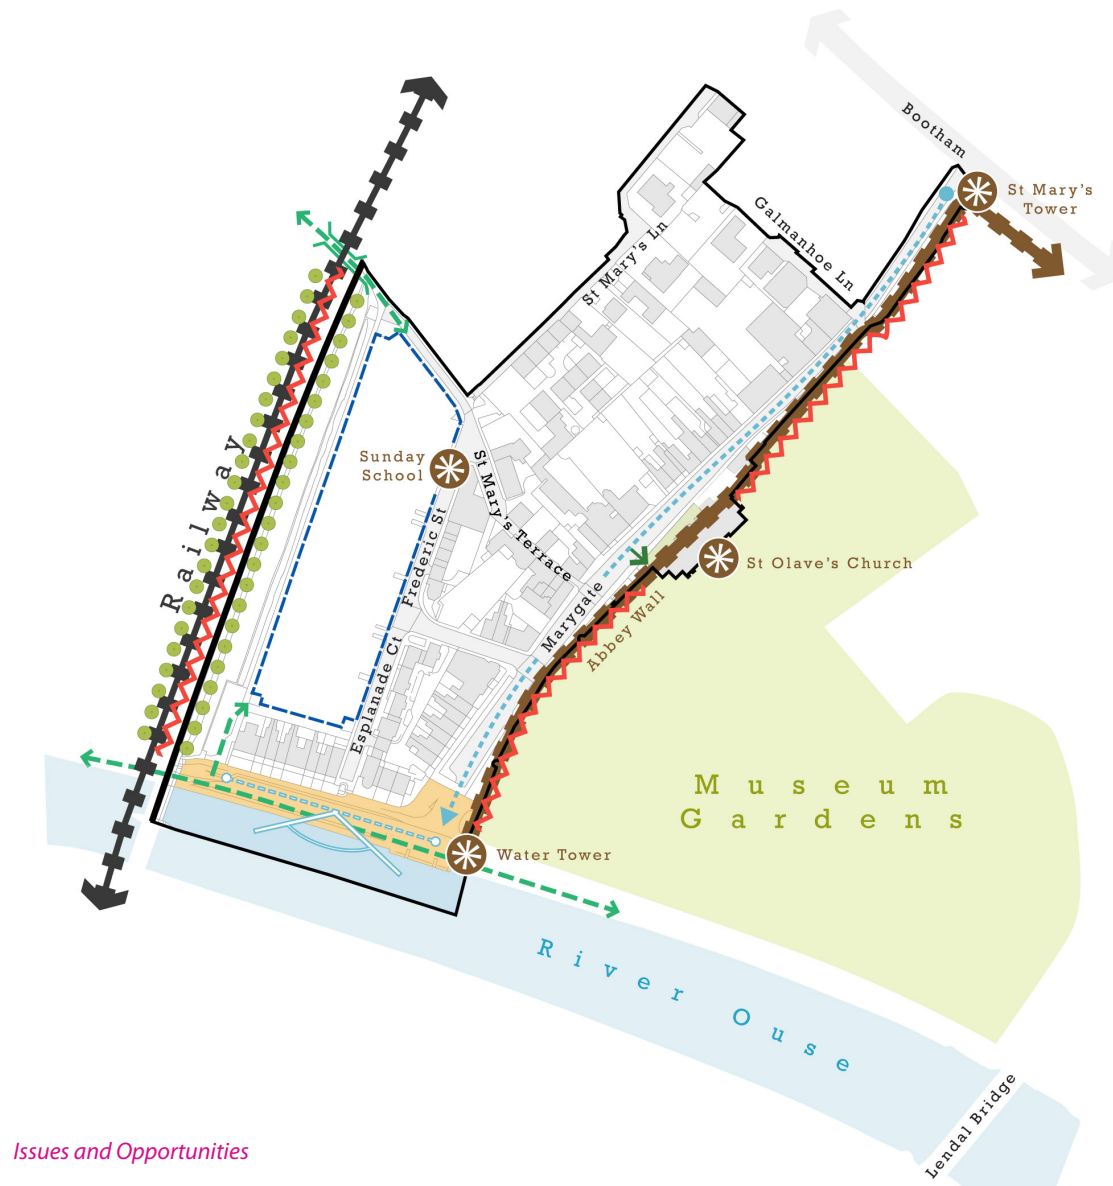 Bootham
St Mary's
Tower
Galmanhoe Ln
St Mary's Ln
Railway
Sunday
School
St Mary's Terrace
Frederic St
St Olave's Church
Marygate
Abbey Wall
Esplanade Ct
Museum
Gardens
Water Tower
River Ouse
Lendal Bridge
Issues and Opportunities